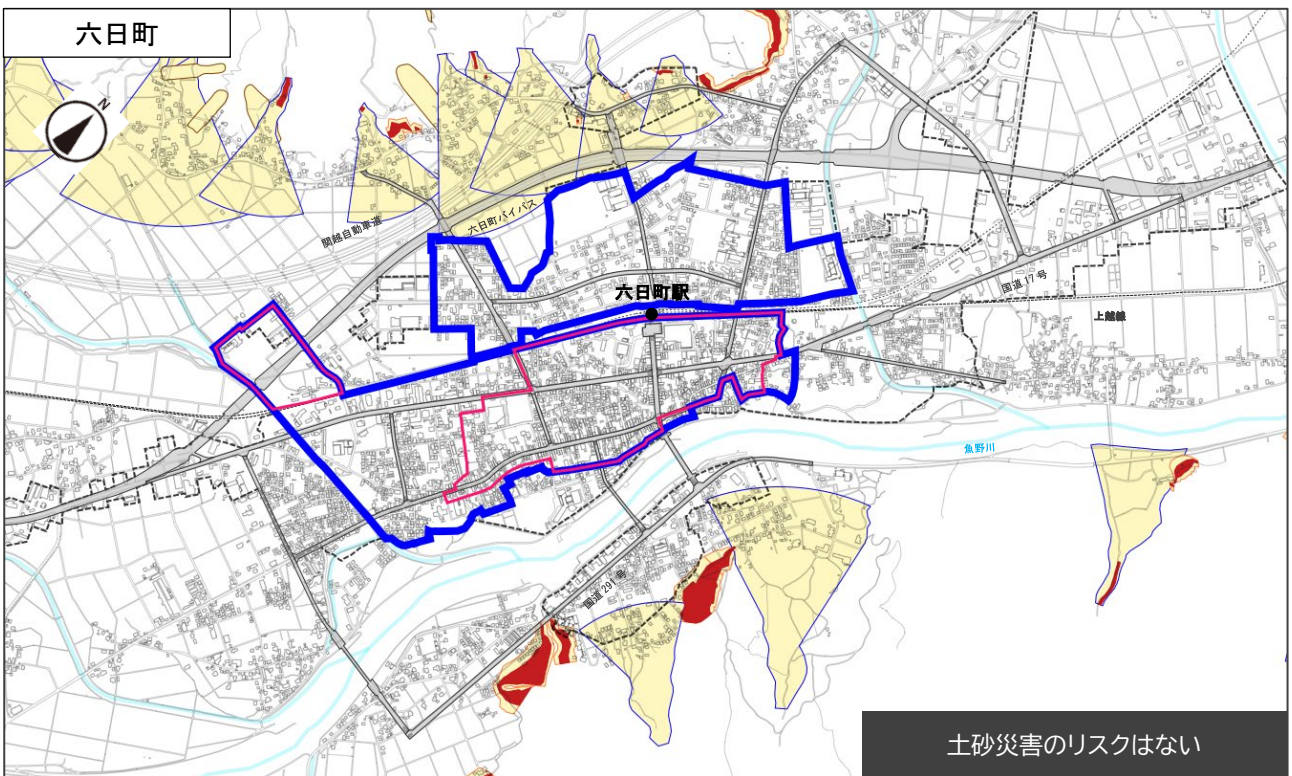 六日町
N
関越自動車道
六日町バイパス
六日町駅
国道17号
上越線
魚野川
国道291号
土砂災害のリスクはない